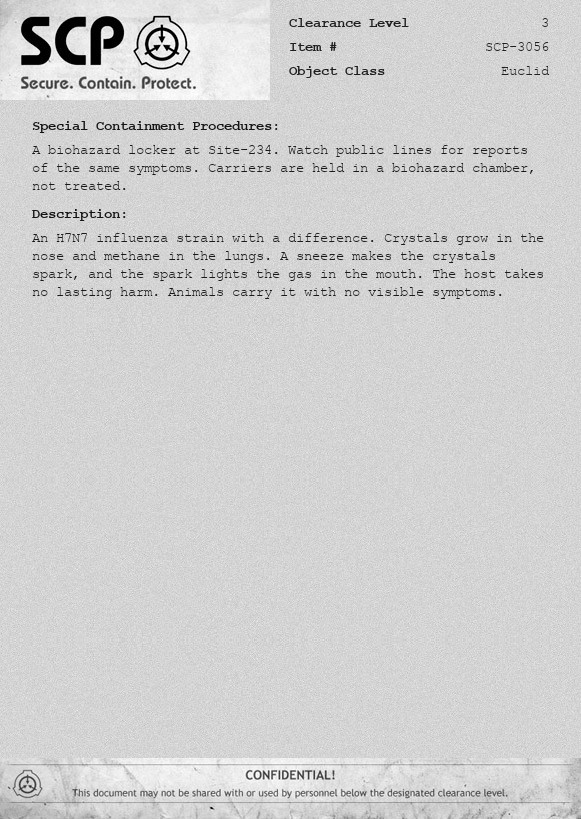 SCP
Secure. Contain. Protect.
Clearance Level 3
Item # SCP-3056
Object Class Euclid
Special Containment Procedures:
A biohazard locker at Site-234. Watch public lines for reports
of the same symptoms. Carriers are held in a biohazard chamber,
not treated.
Description:
An H7N7 influenza strain with a difference. Crystals grow in the
nose and methane in the lungs. A sneeze makes the crystals
spark, and the spark lights the gas in the mouth. The host takes
no lasting harm. Animals carry it with no visible symptoms.
CONFIDENTIAL!
This document may not be shared with or used by personnel below the designated clearance level.